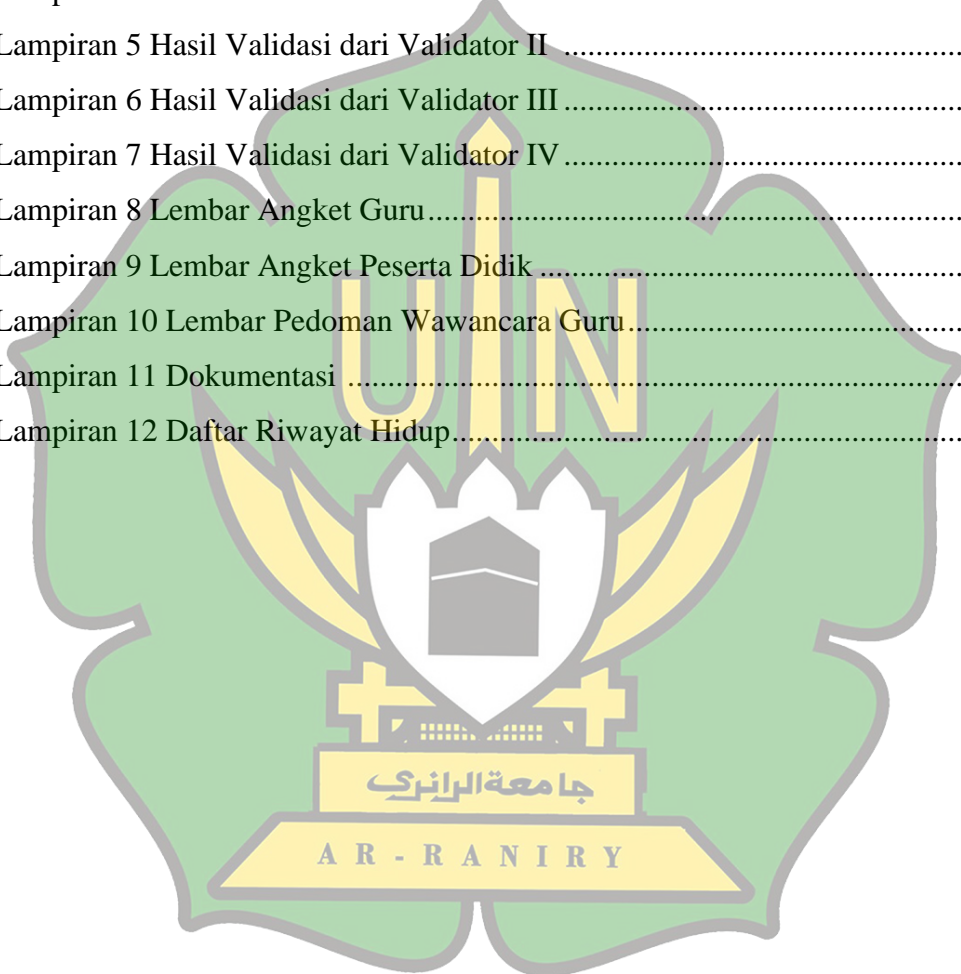 Lampiran 5 Hasil Validasi dari Validator II ..........................................
Lampiran 6 Hasil Validasi dari Validator III ..........................................
Lampiran 7 Hasil Validasi dari Validator IV ..........................................
Lampiran 8 Lembar Angket Guru ..........................................
Lampiran 9 Lembar Angket Peserta Didik ..........................................
Lampiran 10 Lembar Pedoman Wawancara Guru ..........................................
Lampiran 11 Dokumentasi ..........................................
Lampiran 12 Daftar Riwayat Hidup ..........................................
UIN
جامعة الرانري
AR-RANIRY